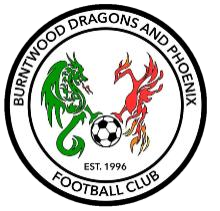 BURNTWOOD DRAGONS AND PHOENIX
EST. 1996
FOOTBALL CLUB